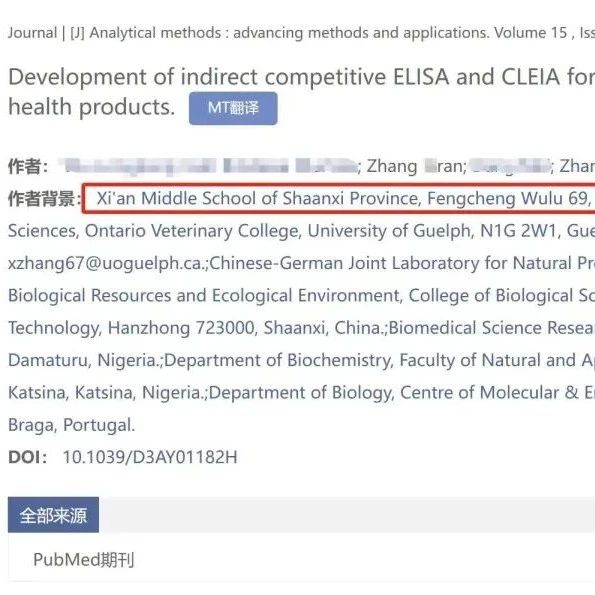 Journal | [J] Analytical methods : advancing methods and applications. Volume 15 , Iss
Development of indirect competitive ELISA and CLEIA for
health products.
MT翻译
作者: ; Zhang ran; ; Zhan
作者背景: Xi'an Middle School of Shaanxi Province, Fengcheng Wulu 69,
Sciences, Ontario Veterinary College, University of Guelph, N1G 2W1, Gue
xzhang67@uoguelph.ca.;Chinese-German Joint Laboratory for Natural Pr
Biological Resources and Ecological Environment, College of Biological Sc
Technology, Hanzhong 723000, Shaanxi, China.;Biomedical Science Resea
Damaturu, Nigeria.;Department of Biochemistry, Faculty of Natural and Ap
Katsina, Katsina, Nigeria.;Department of Biology, Centre of Molecular & E
Braga, Portugal.
DOI: 10.1039/D3AY01182H
全部来源
PubMed期刊